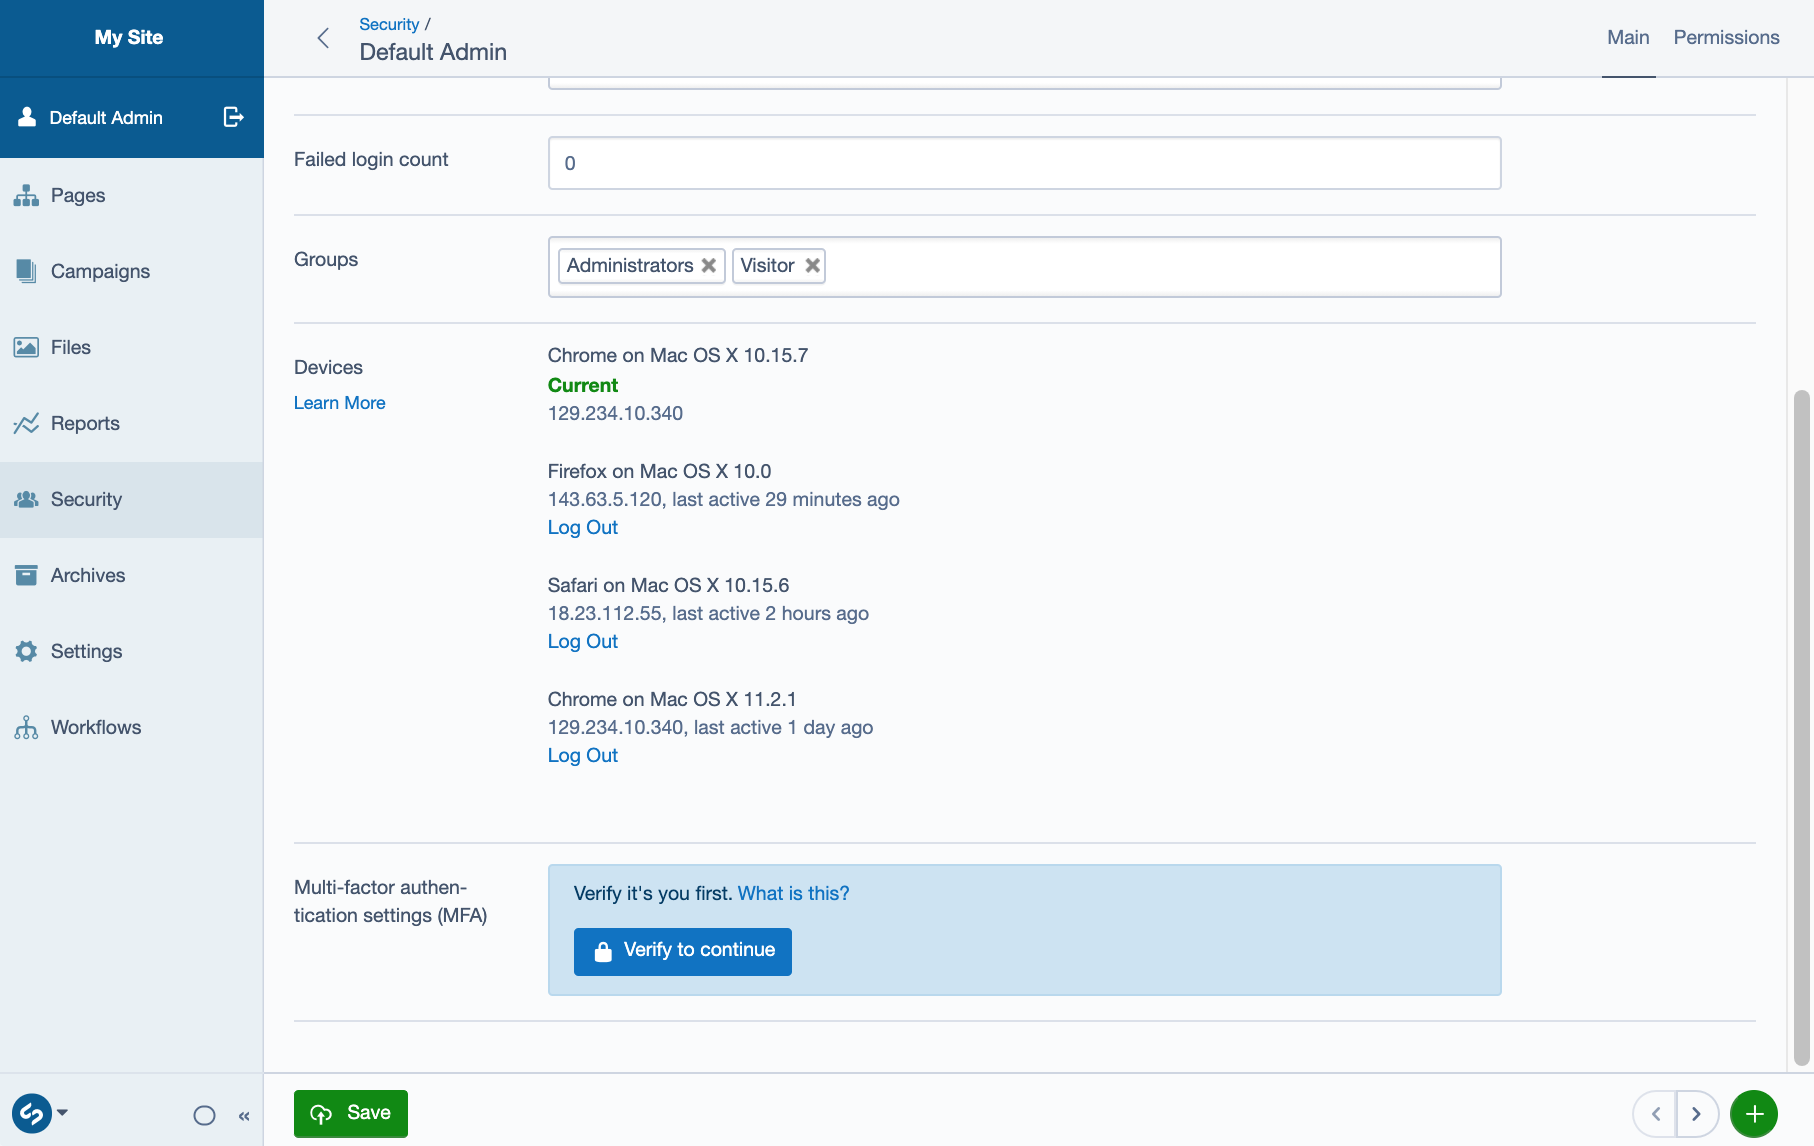 My Site
Default Admin
Pages
Campaigns
Files
Reports
Security
Archives
Settings
Workflows
«
Security /
Default Admin
Main
Permissions
Failed login count
0
Groups
Administrators
Visitor
Devices
Learn More
Chrome on Mac OS X 10.15.7
Current
129.234.10.340
Firefox on Mac OS X 10.0
143.63.5.120, last active 29 minutes ago
Log Out
Safari on Mac OS X 10.15.6
18.23.112.55, last active 2 hours ago
Log Out
Chrome on Mac OS X 11.2.1
129.234.10.340, last active 1 day ago
Log Out
Multi-factor authen-
tication settings (MFA)
Verify it's you first. What is this?
Verify to continue
Save